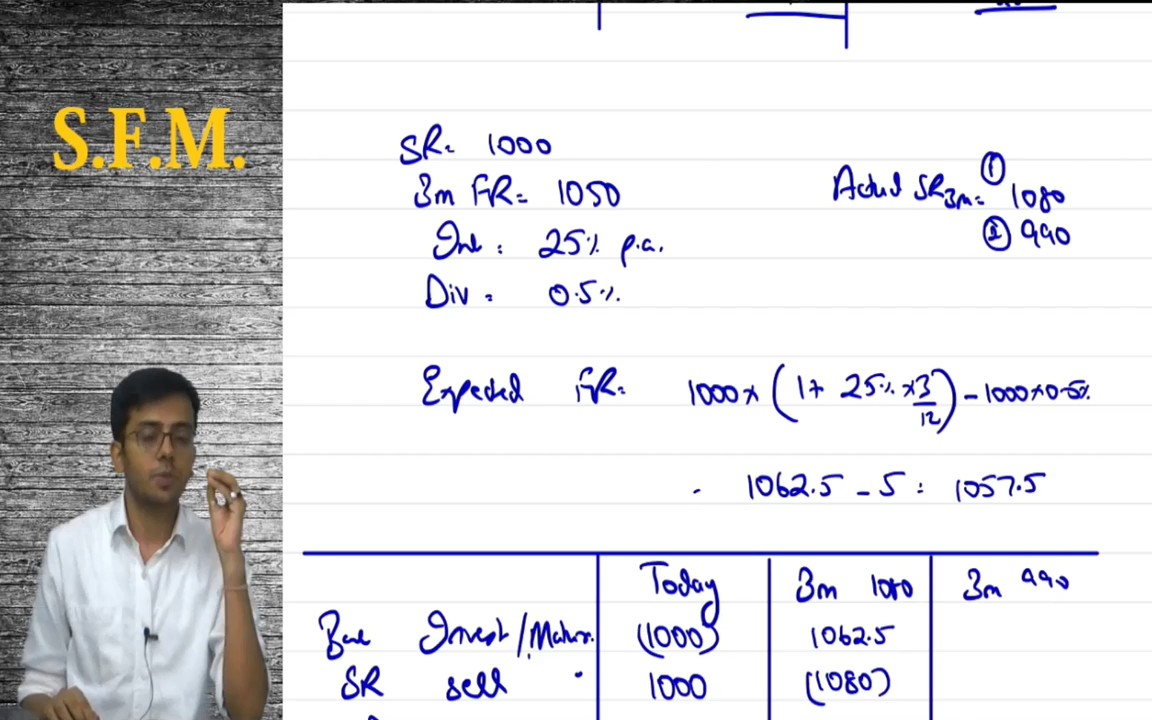 S.F.M.
SR= 1000
3m FR= 1050
Int = 25% p.a.
Div = 0.5%
Actual SR3m= ① 1080
② 990
Expected FR= 1000 × (1+ 25% × 3/12) - 1000×0.5%
= 1062.5 - 5 = 1057.5
Today 3m 1080 3m 990
Invest/Matur. (1000) 1062.5
SR sell 1000 (1080)